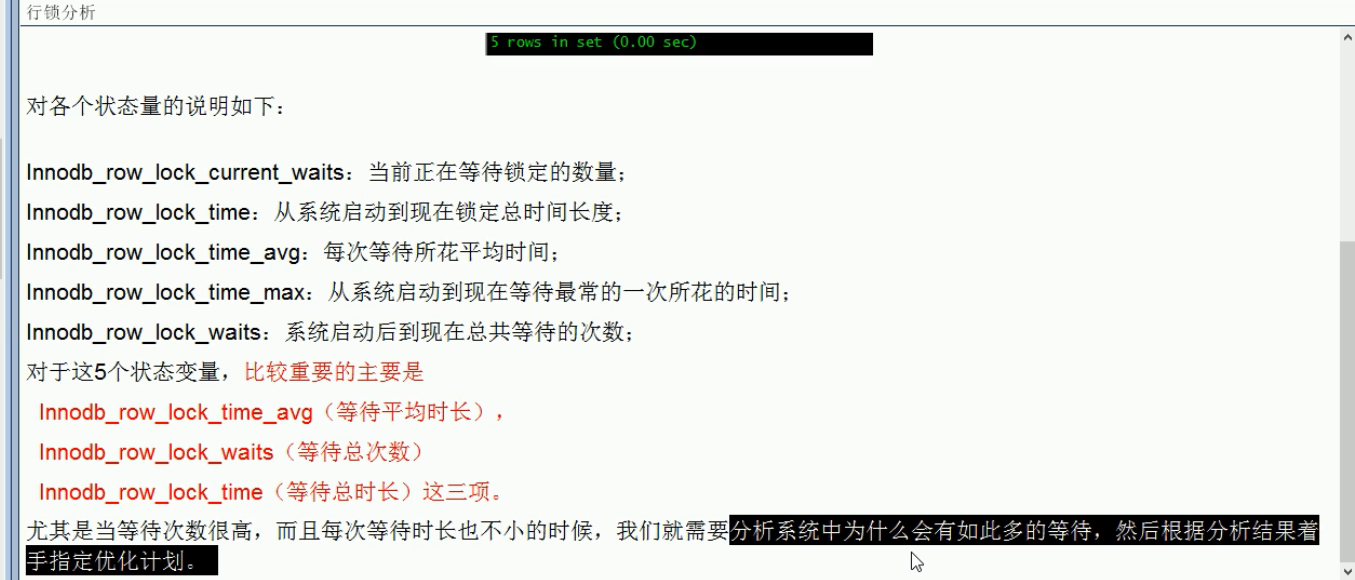 行锁分析
5 rows in set (0.00 sec)
对各个状态量的说明如下：
Innodb_row_lock_current_waits：当前正在等待锁定的数量；
Innodb_row_lock_time：从系统启动到现在锁定总时间长度；
Innodb_row_lock_time_avg：每次等待所花平均时间；
Innodb_row_lock_time_max：从系统启动到现在等待最常的一次所花的时间；
Innodb_row_lock_waits：系统启动后到现在总共等待的次数；
对于这5个状态变量，比较重要的主要是
Innodb_row_lock_time_avg（等待平均时长），
Innodb_row_lock_waits（等待总次数）
Innodb_row_lock_time（等待总时长）这三项。
尤其是当等待次数很高，而且每次等待时长也不小的时候，我们就需要分析系统中为什么会有如此多的等待，然后根据分析结果着
手指定优化计划。